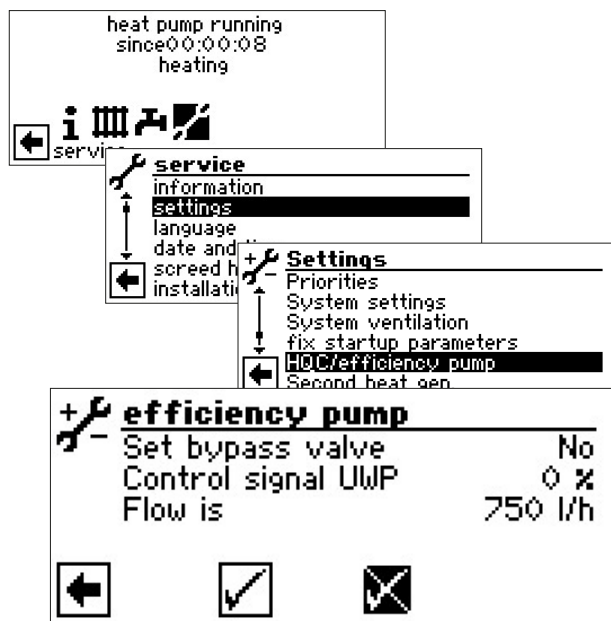 heat pump running
since00:00:08
heating
service
information
settings
language
date and
screed h
Settings
Priorities
System settings
System ventilation
fix startup parameters
HQC/efficiency pump
Second heat gen
efficiency pump
Set bypass valve No
Control signal UWP 0 %
Flow is 750 l/h